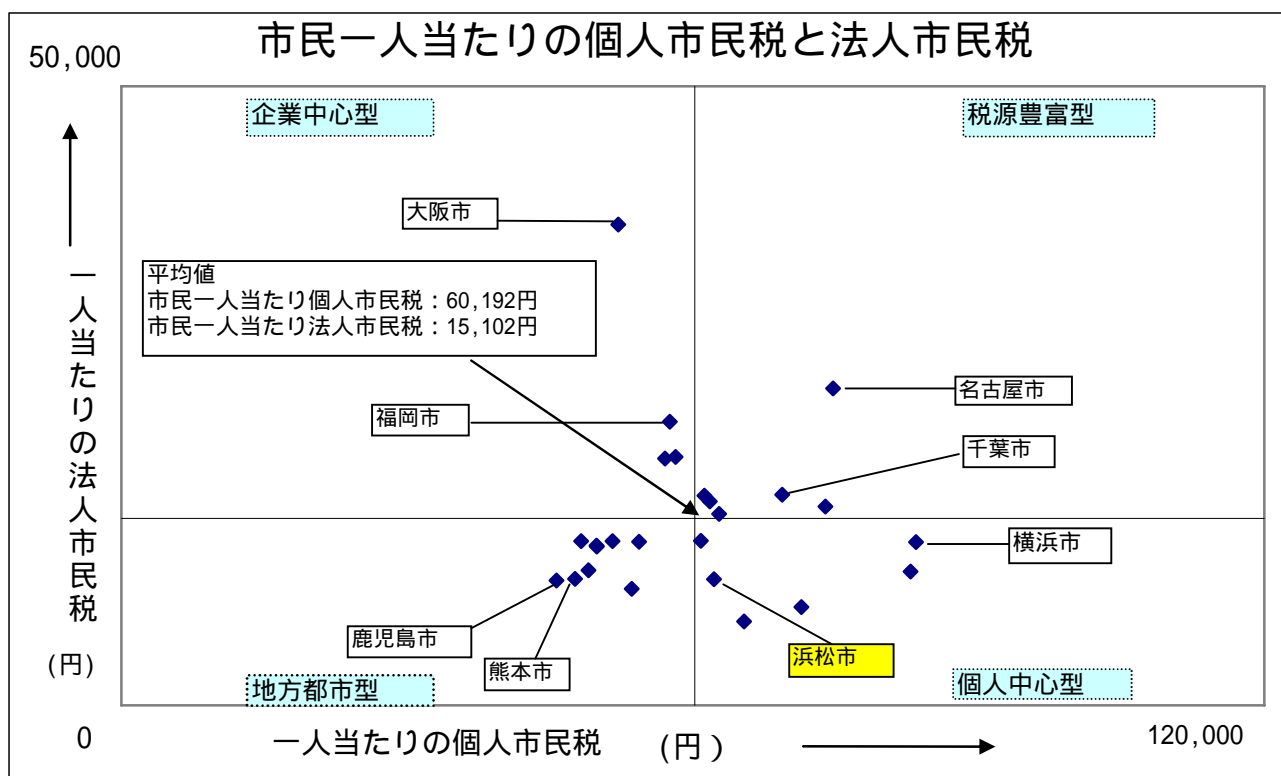 市民一人当たりの個人市民税と法人市民税
50,000
企業中心型
税源豊富型
大阪市
平均値
市民一人当たり個人市民税：60,192円
市民一人当たり法人市民税：15,102円
一人当たりの法人市民税
(円)
名古屋市
福岡市
千葉市
横浜市
鹿児島市
熊本市
浜松市
地方都市型
個人中心型
0
一人当たりの個人市民税 (円)
120,000